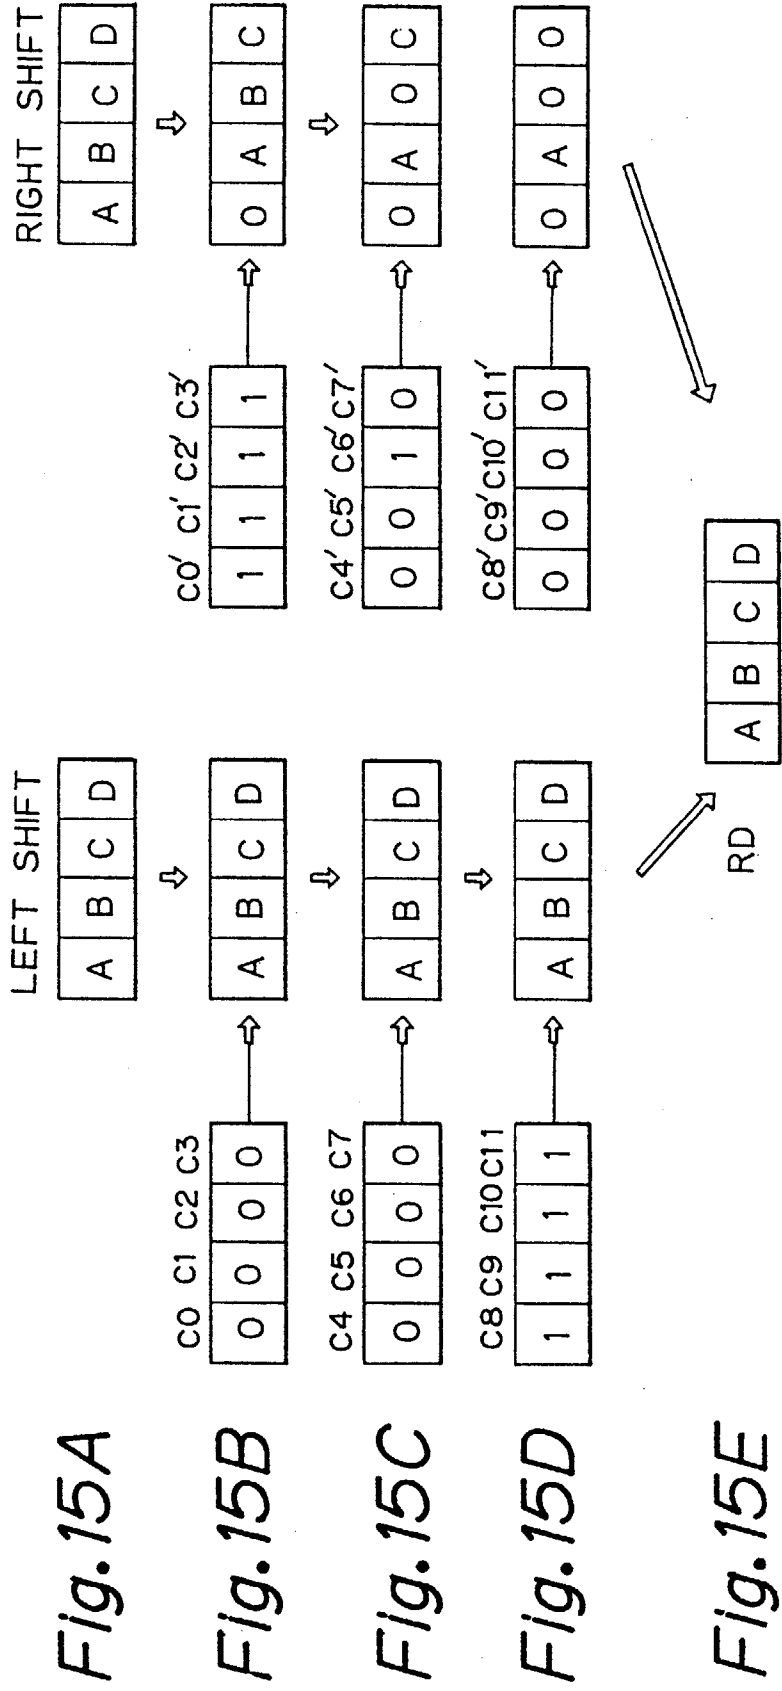 LEFT SHIFT RIGHT SHIFT
Fig.15A A B C D A B C D
C0 C1 C2 C3 C0' C1' C2' C3'
Fig.15B 0 0 0 0 A B C D 1 1 1 1 0 A B C
C4 C5 C6 C7 C4' C5' C6' C7'
Fig.15C 0 0 0 0 A B C D 0 0 1 0 0 A 0 C
C8 C9 C10 C11 C8' C9' C10' C11'
Fig.15D 1 1 1 1 A B C D 0 0 0 0 0 A 0 0
Fig.15E RD A B C D